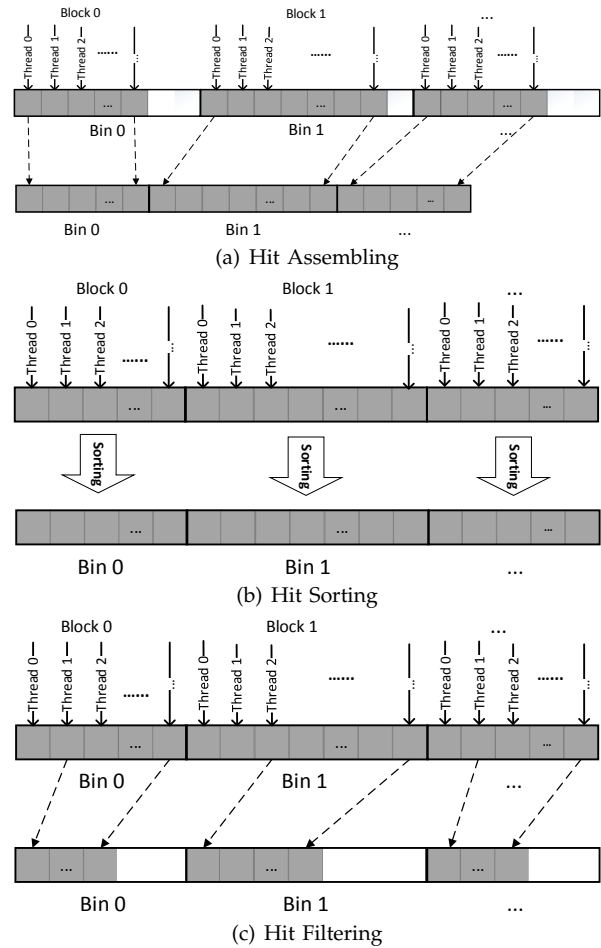 Block 0 Block 1 ...
Thread 0 Thread 1 Thread 2 ...... ... Thread 0 Thread 1 Thread 2 ...... ... Thread 0 Thread 1 Thread 2 ...... ...
... ... ...
Bin 0 Bin 1 ...
... ... ...
Bin 0 Bin 1 ...
(a) Hit Assembling
Block 0 Block 1 ...
Thread 0 Thread 1 Thread 2 ...... ... Thread 0 Thread 1 Thread 2 ...... ... Thread 0 Thread 1 Thread 2 ...... ...
... ... ...
Sorting Sorting Sorting
... ... ...
Bin 0 Bin 1 ...
(b) Hit Sorting
Block 0 Block 1 ...
Thread 0 Thread 1 Thread 2 ...... ... Thread 0 Thread 1 Thread 2 ...... ... Thread 0 Thread 1 Thread 2 ...... ...
... ... ...
Bin 0 Bin 1 ...
... ... ...
Bin 0 Bin 1 ...
(c) Hit Filtering